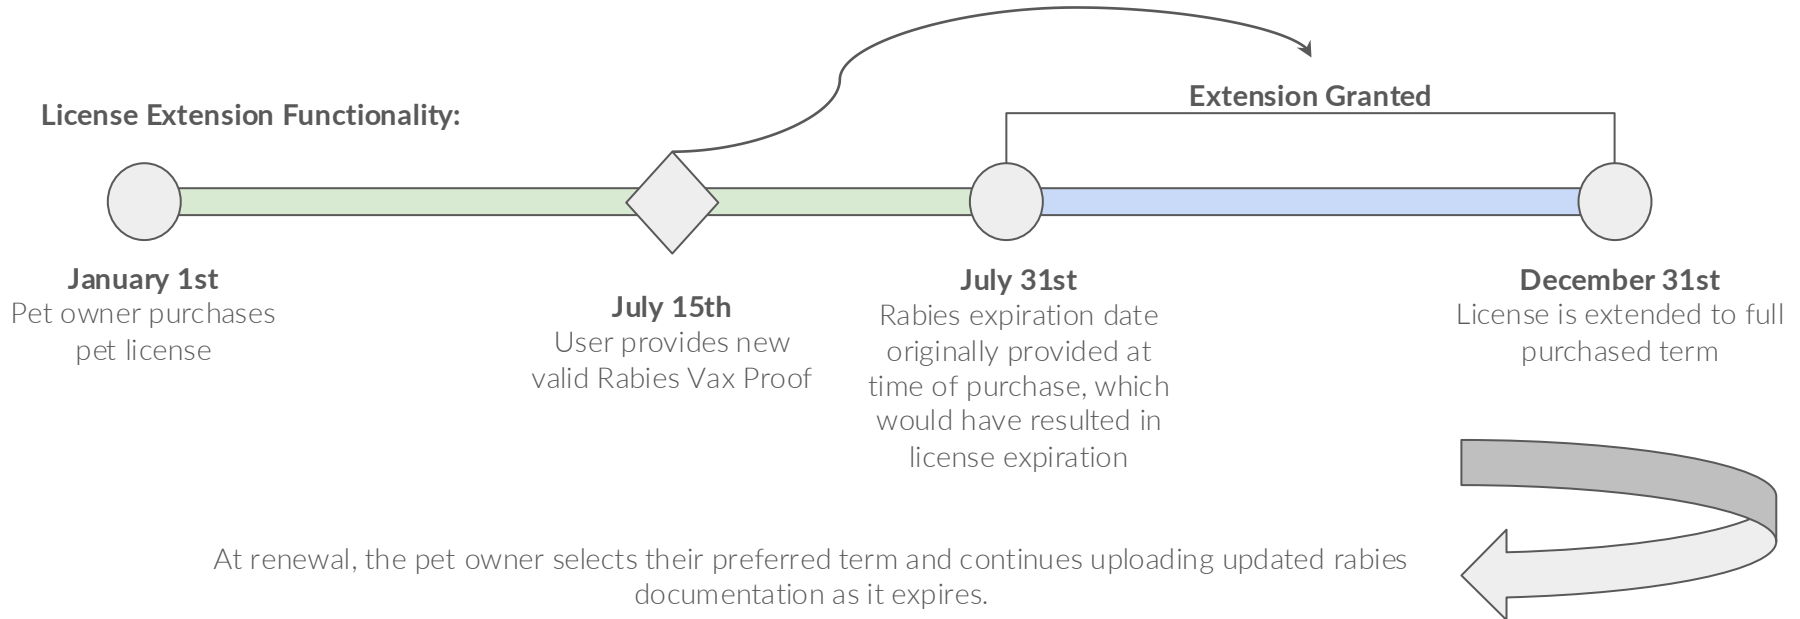 License Extension Functionality:
Extension Granted
January 1st
Pet owner purchases
pet license
July 15th
User provides new
valid Rabies Vax Proof
July 31st
Rabies expiration date
originally provided at
time of purchase, which
would have resulted in
license expiration
December 31st
License is extended to full
purchased term
At renewal, the pet owner selects their preferred term and continues uploading updated rabies
documentation as it expires.